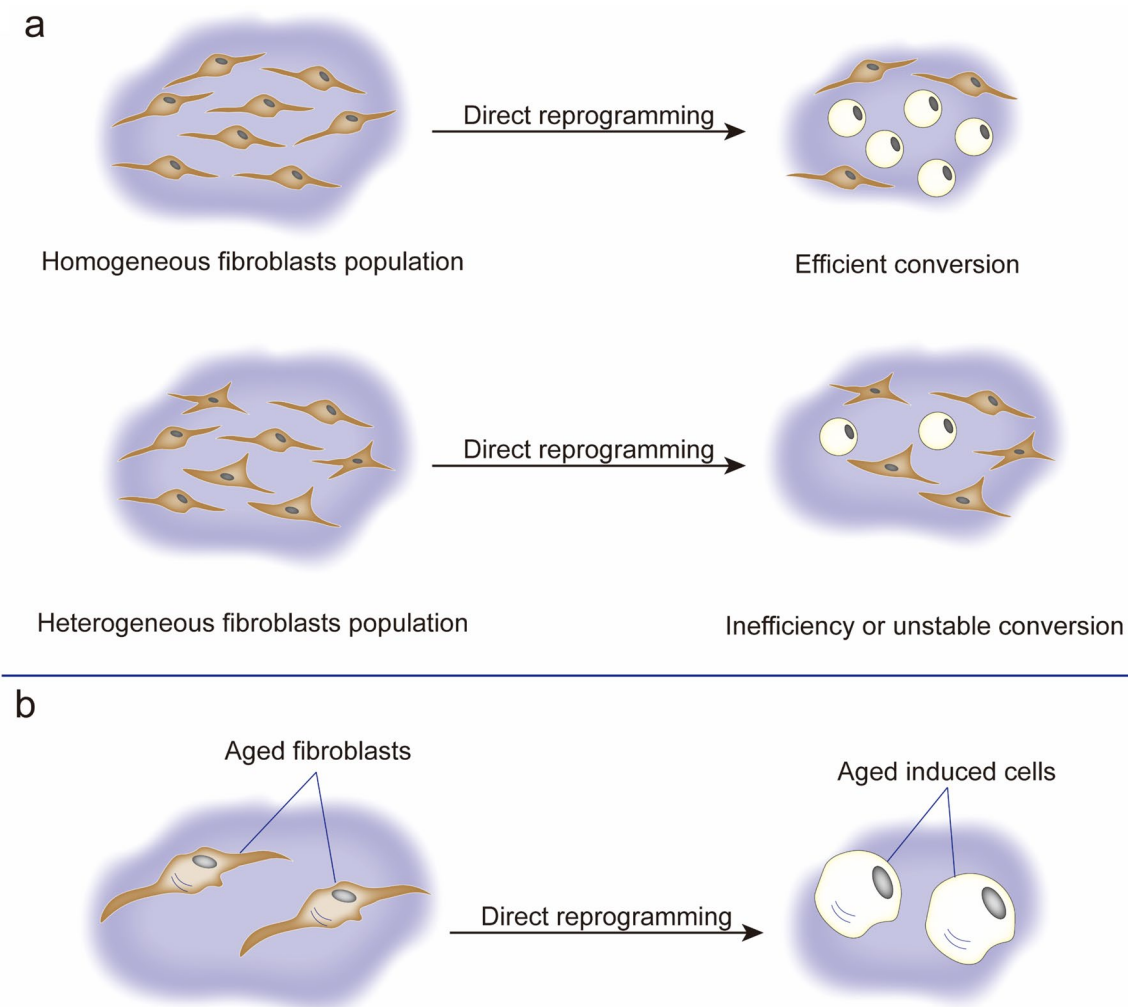 a
Direct reprogramming
Homogeneous fibroblasts population
Efficient conversion
Direct reprogramming
Heterogeneous fibroblasts population
Inefficiency or unstable conversion
b
Aged fibroblasts
Aged induced cells
Direct reprogramming